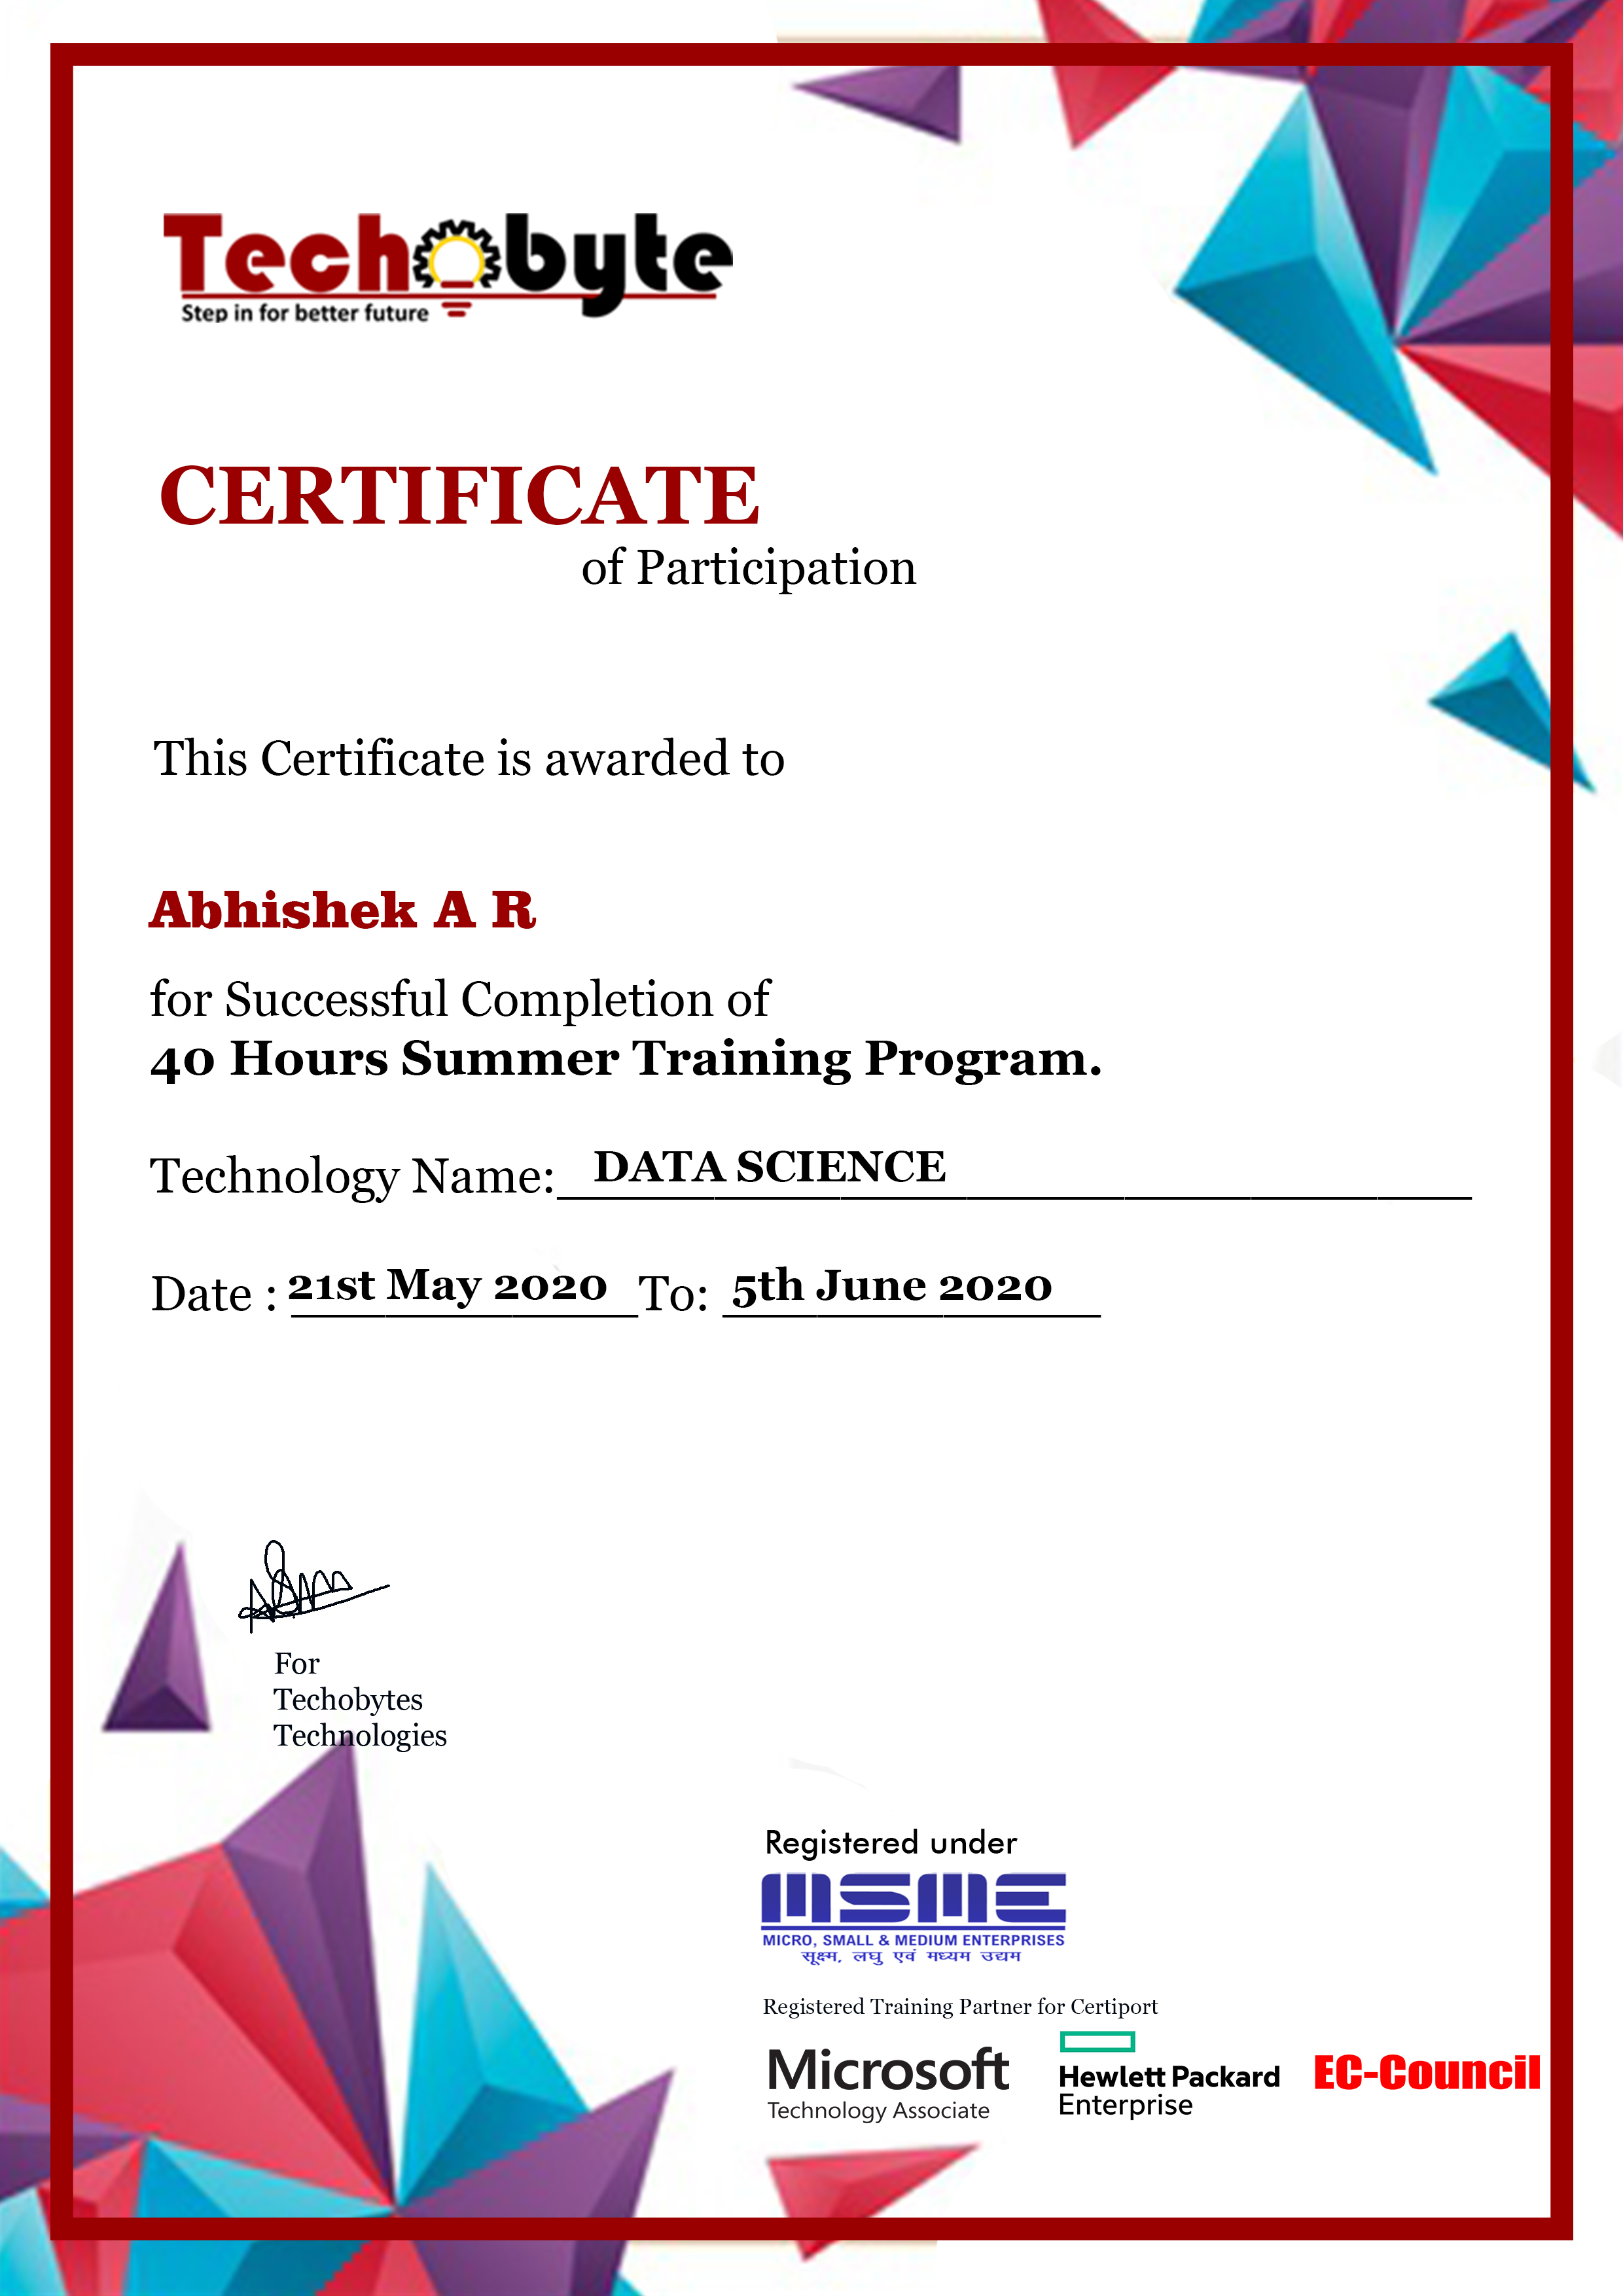 Techobyte
Step in for better future
CERTIFICATE
of Participation
This Certificate is awarded to
Abhishek A R
for Successful Completion of
40 Hours Summer Training Program.
Technology Name: DATA SCIENCE
Date : 21st May 2020 To: 5th June 2020
For
Techobytes
Technologies
Registered under
MSME
MICRO, SMALL & MEDIUM ENTERPRISES
सूक्ष्म, लघु एवं मध्यम उद्यम
Registered Training Partner for Certiport
Microsoft
Technology Associate
Hewlett Packard
Enterprise
EC-Council